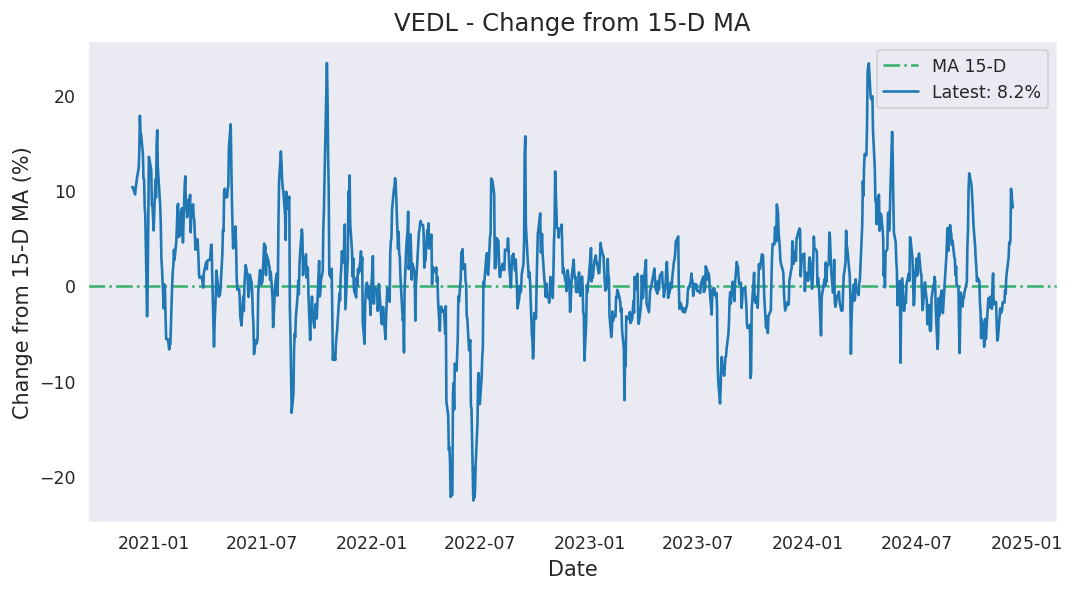 VEDL - Change from 15-D MA
MA 15-D
Latest: 8.2%
Change from 15-D MA (%)
20
10
0
−10
−20
2021-01 2021-07 2022-01 2022-07 2023-01 2023-07 2024-01 2024-07 2025-01
Date